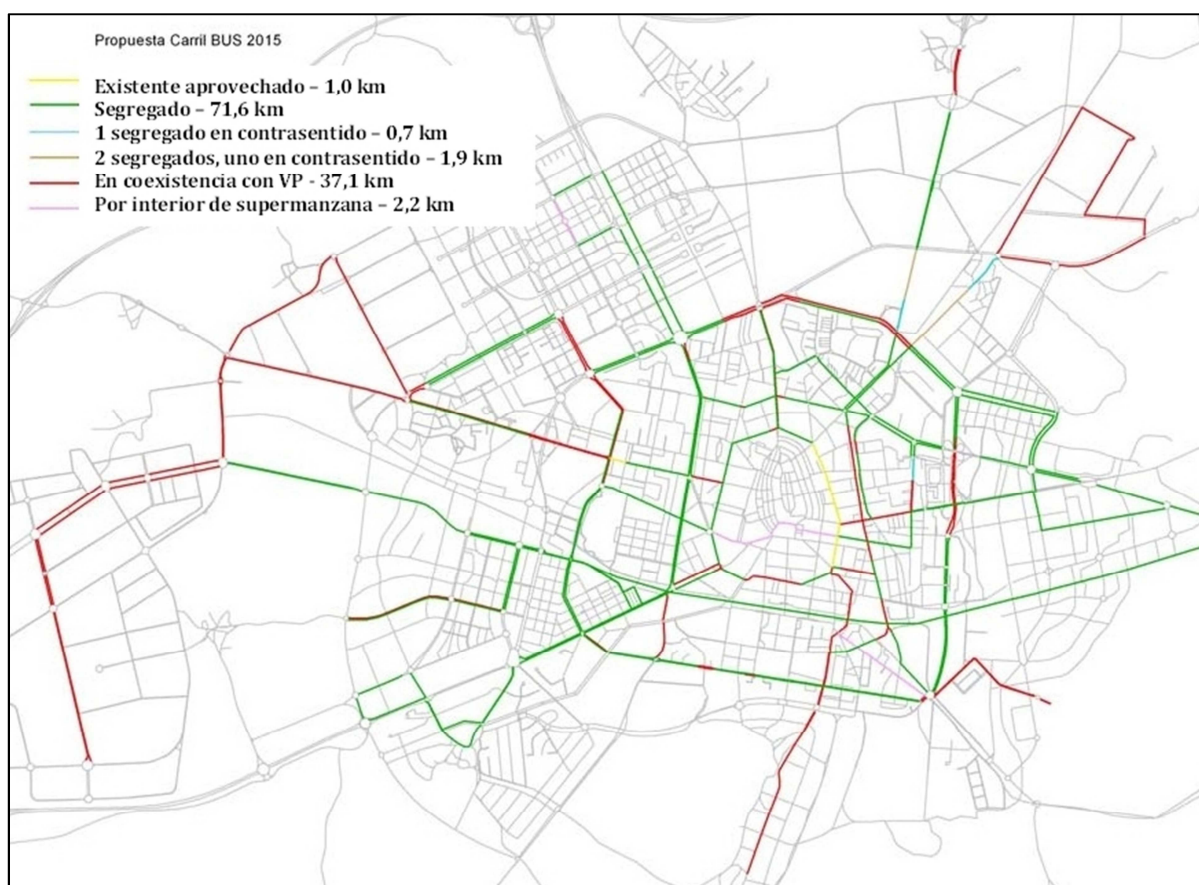 Propuesta Carril BUS 2015
Existente aprovechado – 1,0 km
Segregado – 71,6 km
1 segregado en contrasentido – 0,7 km
2 segregados, uno en contrasentido – 1,9 km
En coexistencia con VP - 37,1 km
Por interior de supermanzana – 2,2 km